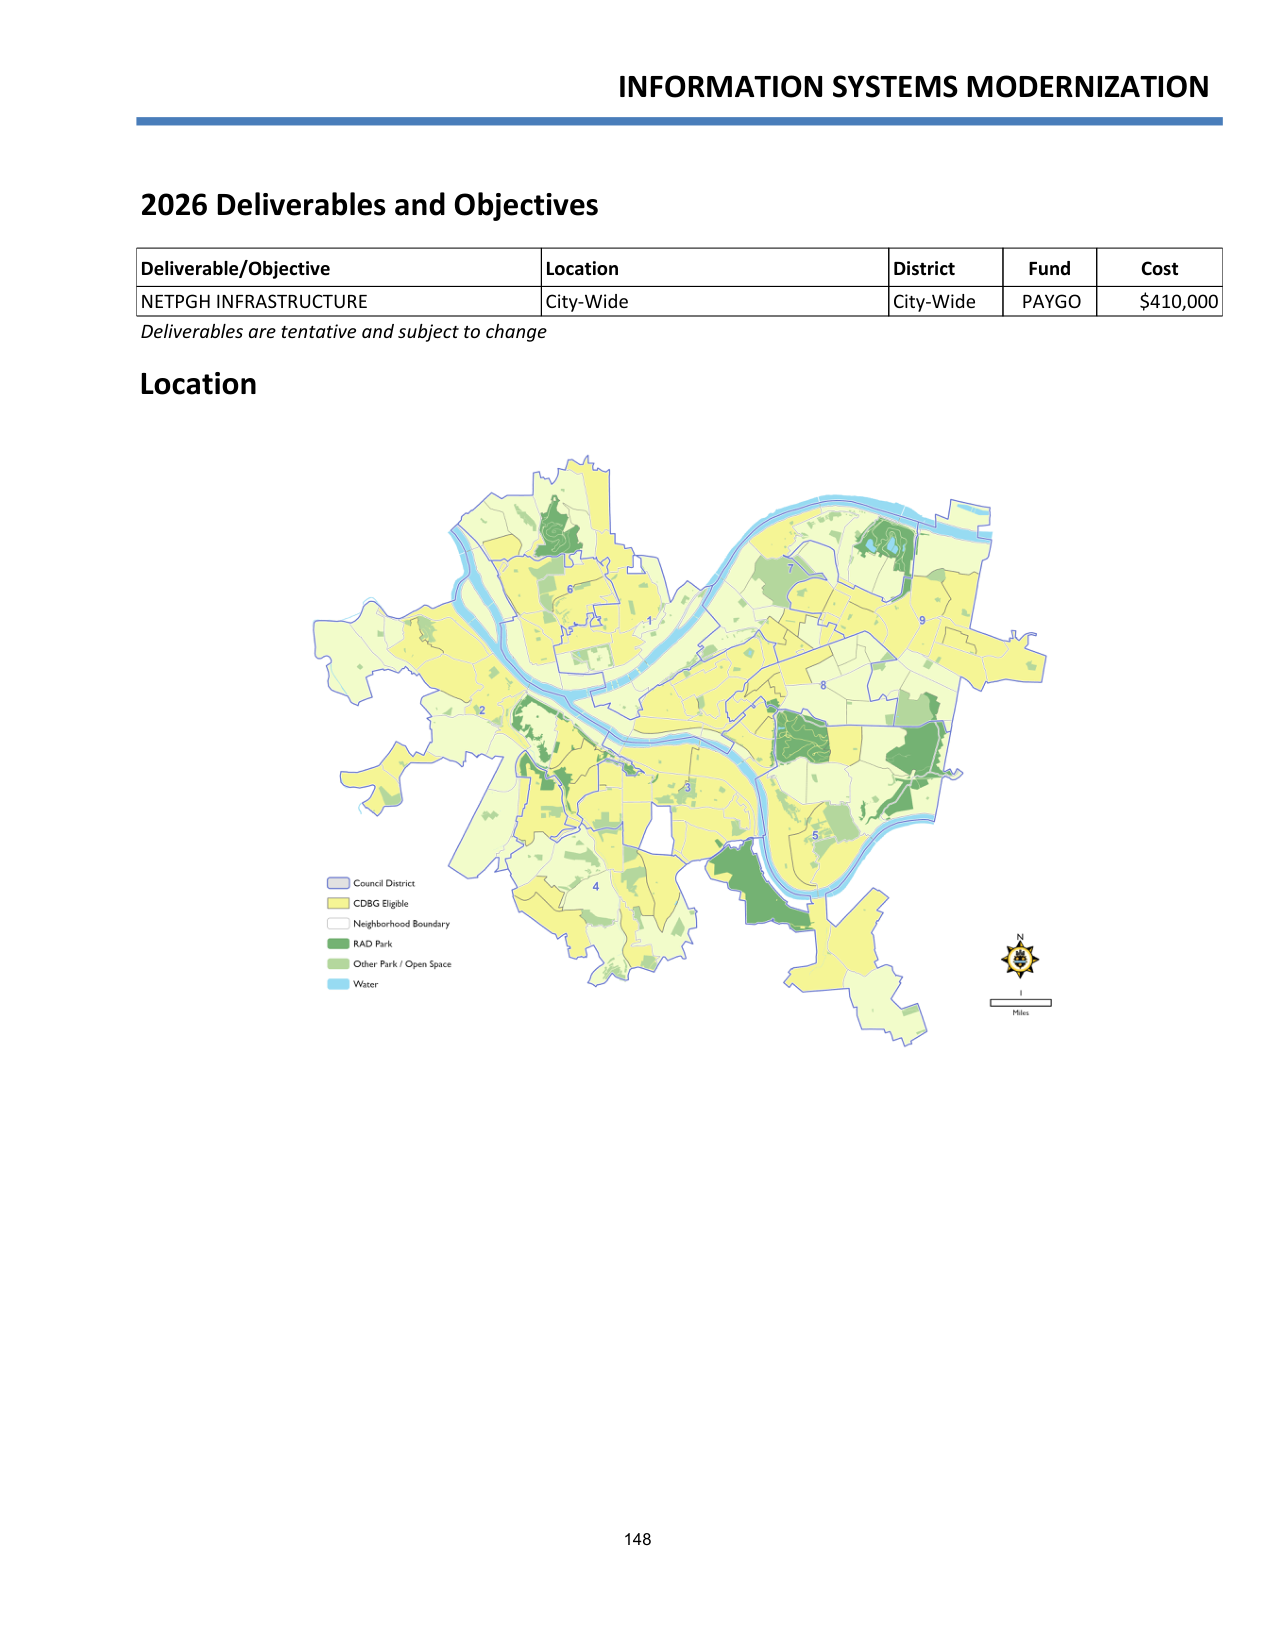 INFORMATION SYSTEMS MODERNIZATION
2026 Deliverables and Objectives
Deliverable/Objective Location District Fund Cost
NETPGH INFRASTRUCTURE City-Wide City-Wide PAYGO $410,000
Deliverables are tentative and subject to change
Location
7
6
1
9
8
2
3
5
4
Council District
CDBG Eligible
Neighborhood Boundary
RAD Park
Other Park / Open Space
Water
N
1
Miles
148